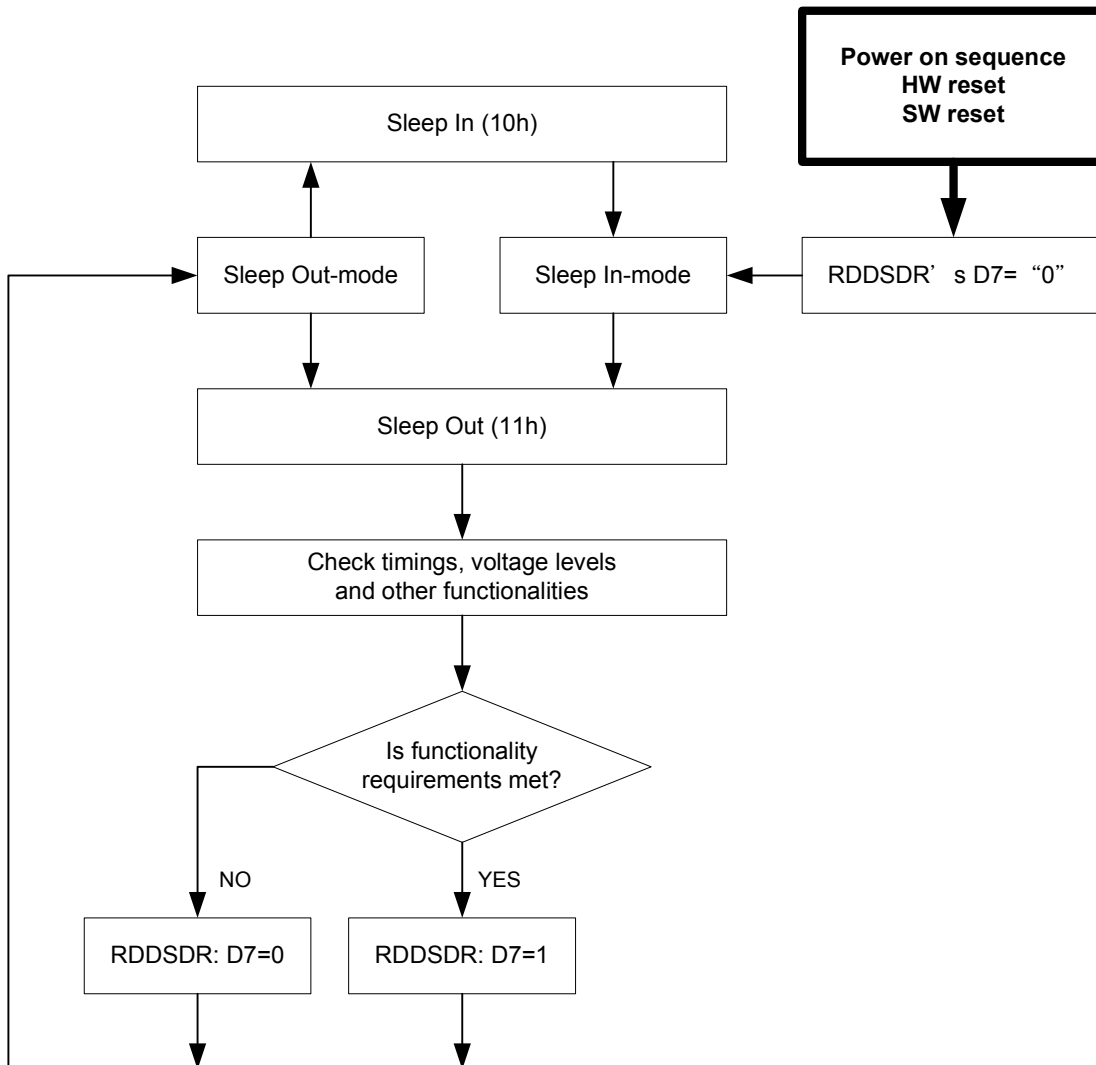 Power on sequence
HW reset
SW reset
Sleep In (10h)
Sleep Out-mode
Sleep In-mode
RDDSDR’ s D7= “0”
Sleep Out (11h)
Check timings, voltage levels
and other functionalities
Is functionality
requirements met?
NO
YES
RDDSDR: D7=0
RDDSDR: D7=1